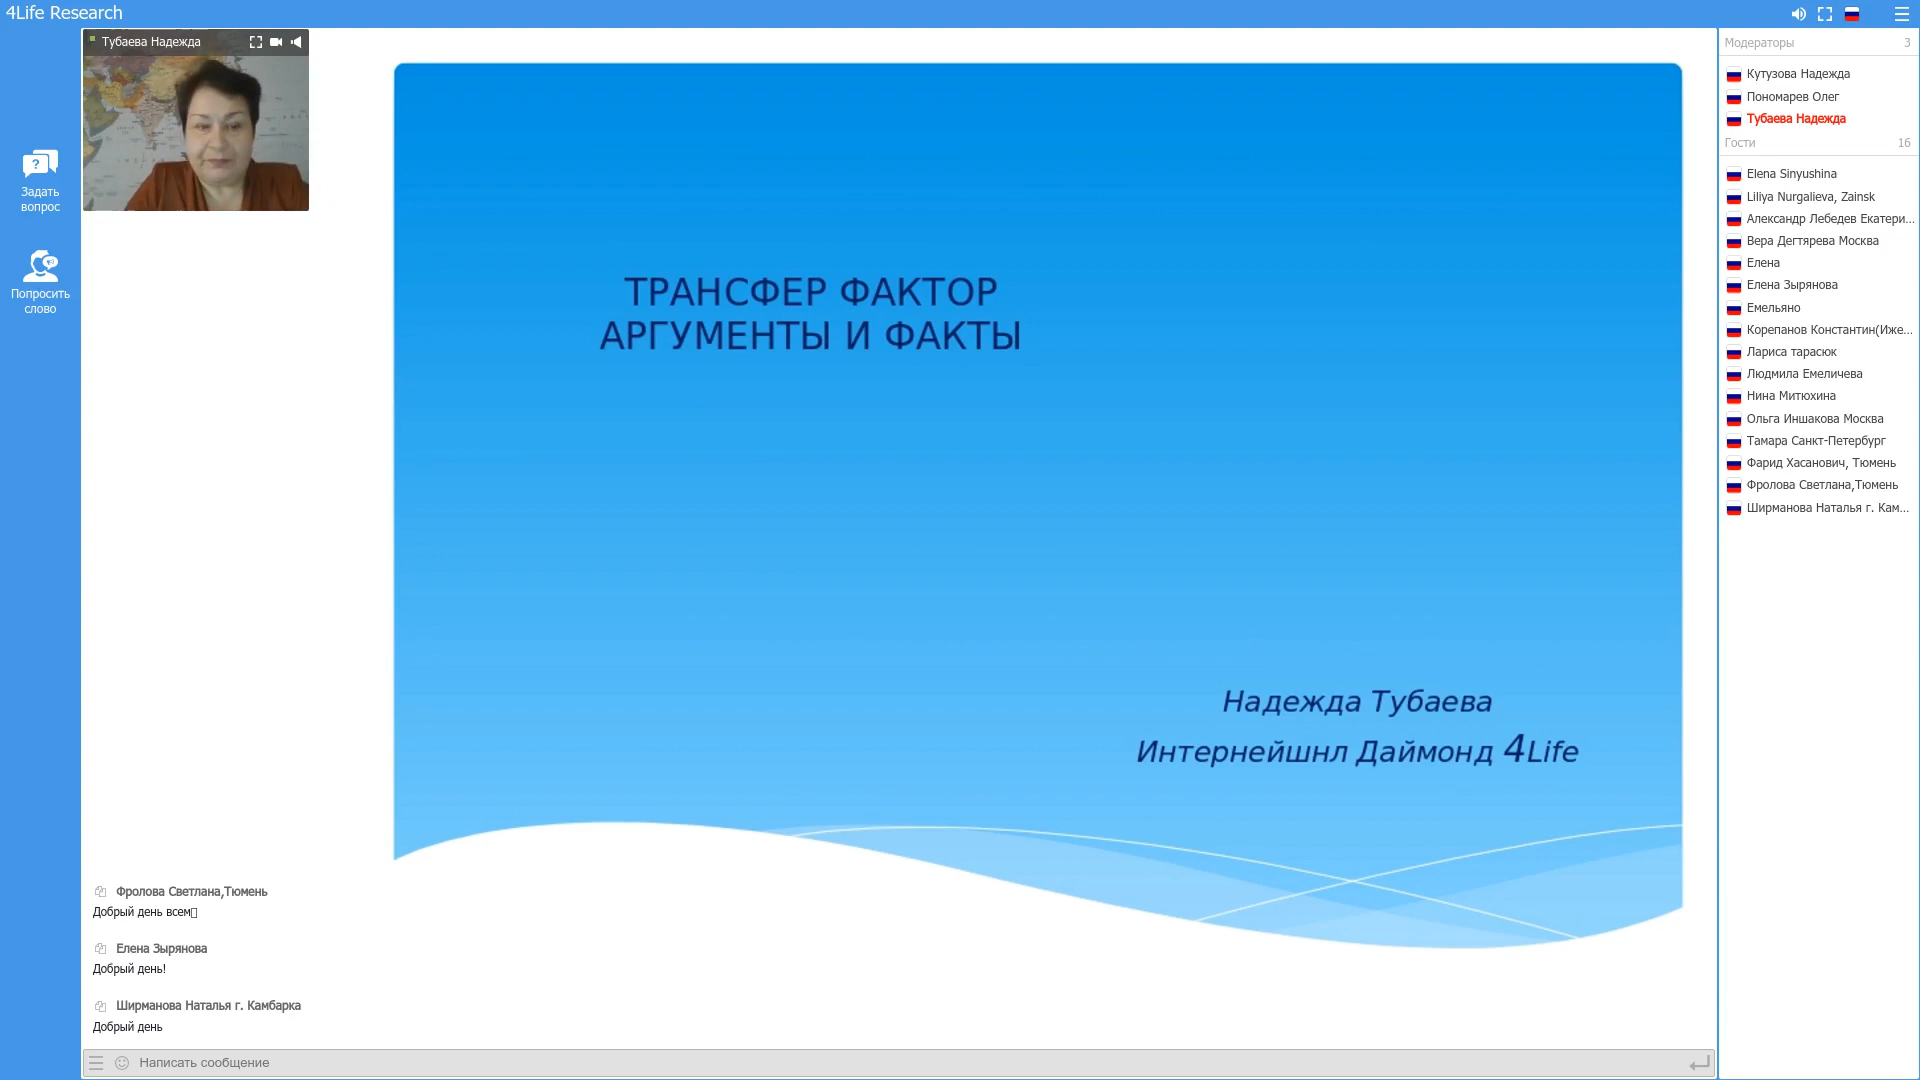 4Life Research
Тубаева Надежда
Задать
вопрос
Попросить
слово
ТРАНСФЕР ФАКТОР
АРГУМЕНТЫ И ФАКТЫ
Надежда Тубаева
Интернейшнл Даймонд 4Life
Фролова Светлана,Тюмень
Добрый день всем
Елена Зырянова
Добрый день!
Ширманова Наталья г. Камбарка
Добрый день
Написать сообщение
Модераторы 3
Кутузова Надежда
Пономарев Олег
Тубаева Надежда
Гости 16
Elena Sinyushina
Liliya Nurgalieva, Zainsk
Александр Лебедев Екатери...
Вера Дегтярева Москва
Елена
Елена Зырянова
Емельяно
Корепанов Константин(Иже...
Лариса тарасюк
Людмила Емеличева
Нина Митюхина
Ольга Иншакова Москва
Тамара Санкт-Петербург
Фарид Хасанович, Тюмень
Фролова Светлана,Тюмень
Ширманова Наталья г. Кам...